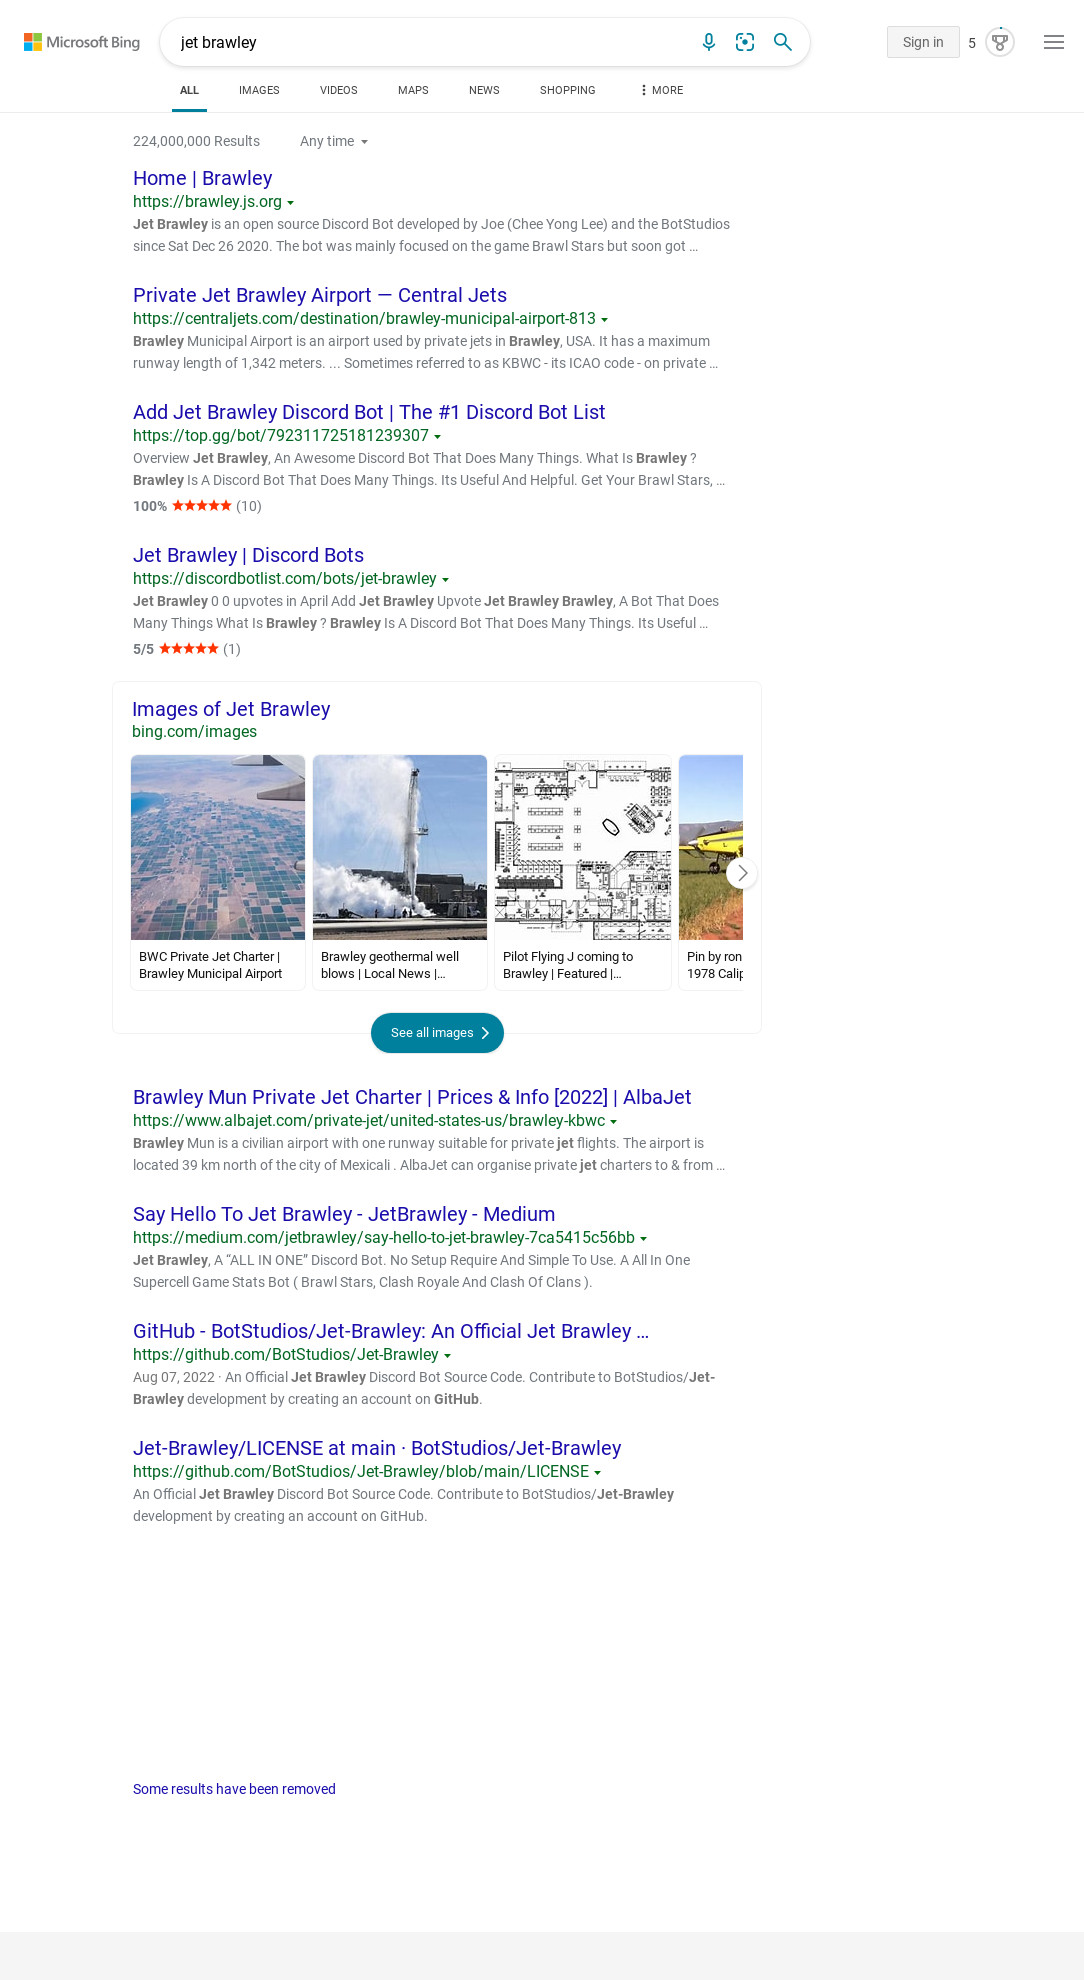 Microsoft Bing
jet brawley
Sign in
5
ALL
IMAGES
VIDEOS
MAPS
NEWS
SHOPPING
MORE
224,000,000 Results
Any time
Home | Brawley
https://brawley.js.org
Jet Brawley is an open source Discord Bot developed by Joe (Chee Yong Lee) and the BotStudios
since Sat Dec 26 2020. The bot was mainly focused on the game Brawl Stars but soon got …
Private Jet Brawley Airport — Central Jets
https://centraljets.com/destination/brawley-municipal-airport-813
Brawley Municipal Airport is an airport used by private jets in Brawley, USA. It has a maximum
runway length of 1,342 meters. ... Sometimes referred to as KBWC - its ICAO code - on private …
Add Jet Brawley Discord Bot | The #1 Discord Bot List
https://top.gg/bot/792311725181239307
Overview Jet Brawley, An Awesome Discord Bot That Does Many Things. What Is Brawley ?
Brawley Is A Discord Bot That Does Many Things. Its Useful And Helpful. Get Your Brawl Stars, …
100% ★★★★★ (10)
Jet Brawley | Discord Bots
https://discordbotlist.com/bots/jet-brawley
Jet Brawley 0 0 upvotes in April Add Jet Brawley Upvote Jet Brawley Brawley, A Bot That Does
Many Things What Is Brawley ? Brawley Is A Discord Bot That Does Many Things. Its Useful …
5/5 ★★★★★ (1)
Images of Jet Brawley
bing.com/images
BWC Private Jet Charter |
Brawley Municipal Airport
Brawley geothermal well
blows | Local News |…
Pilot Flying J coming to
Brawley | Featured |…
Pin by ron
1978 Calip
See all images
Brawley Mun Private Jet Charter | Prices & Info [2022] | AlbaJet
https://www.albajet.com/private-jet/united-states-us/brawley-kbwc
Brawley Mun is a civilian airport with one runway suitable for private jet flights. The airport is
located 39 km north of the city of Mexicali . AlbaJet can organise private jet charters to & from …
Say Hello To Jet Brawley - JetBrawley - Medium
https://medium.com/jetbrawley/say-hello-to-jet-brawley-7ca5415c56bb
Jet Brawley, A “ALL IN ONE” Discord Bot. No Setup Require And Simple To Use. A All In One
Supercell Game Stats Bot ( Brawl Stars, Clash Royale And Clash Of Clans ).
GitHub - BotStudios/Jet-Brawley: An Official Jet Brawley …
https://github.com/BotStudios/Jet-Brawley
Aug 07, 2022 · An Official Jet Brawley Discord Bot Source Code. Contribute to BotStudios/Jet-
Brawley development by creating an account on GitHub.
Jet-Brawley/LICENSE at main · BotStudios/Jet-Brawley
https://github.com/BotStudios/Jet-Brawley/blob/main/LICENSE
An Official Jet Brawley Discord Bot Source Code. Contribute to BotStudios/Jet-Brawley
development by creating an account on GitHub.
Some results have been removed